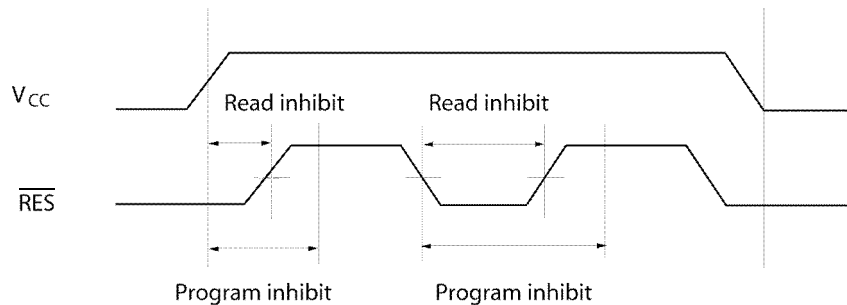 VCC
Read inhibit Read inhibit
RES
Program inhibit Program inhibit